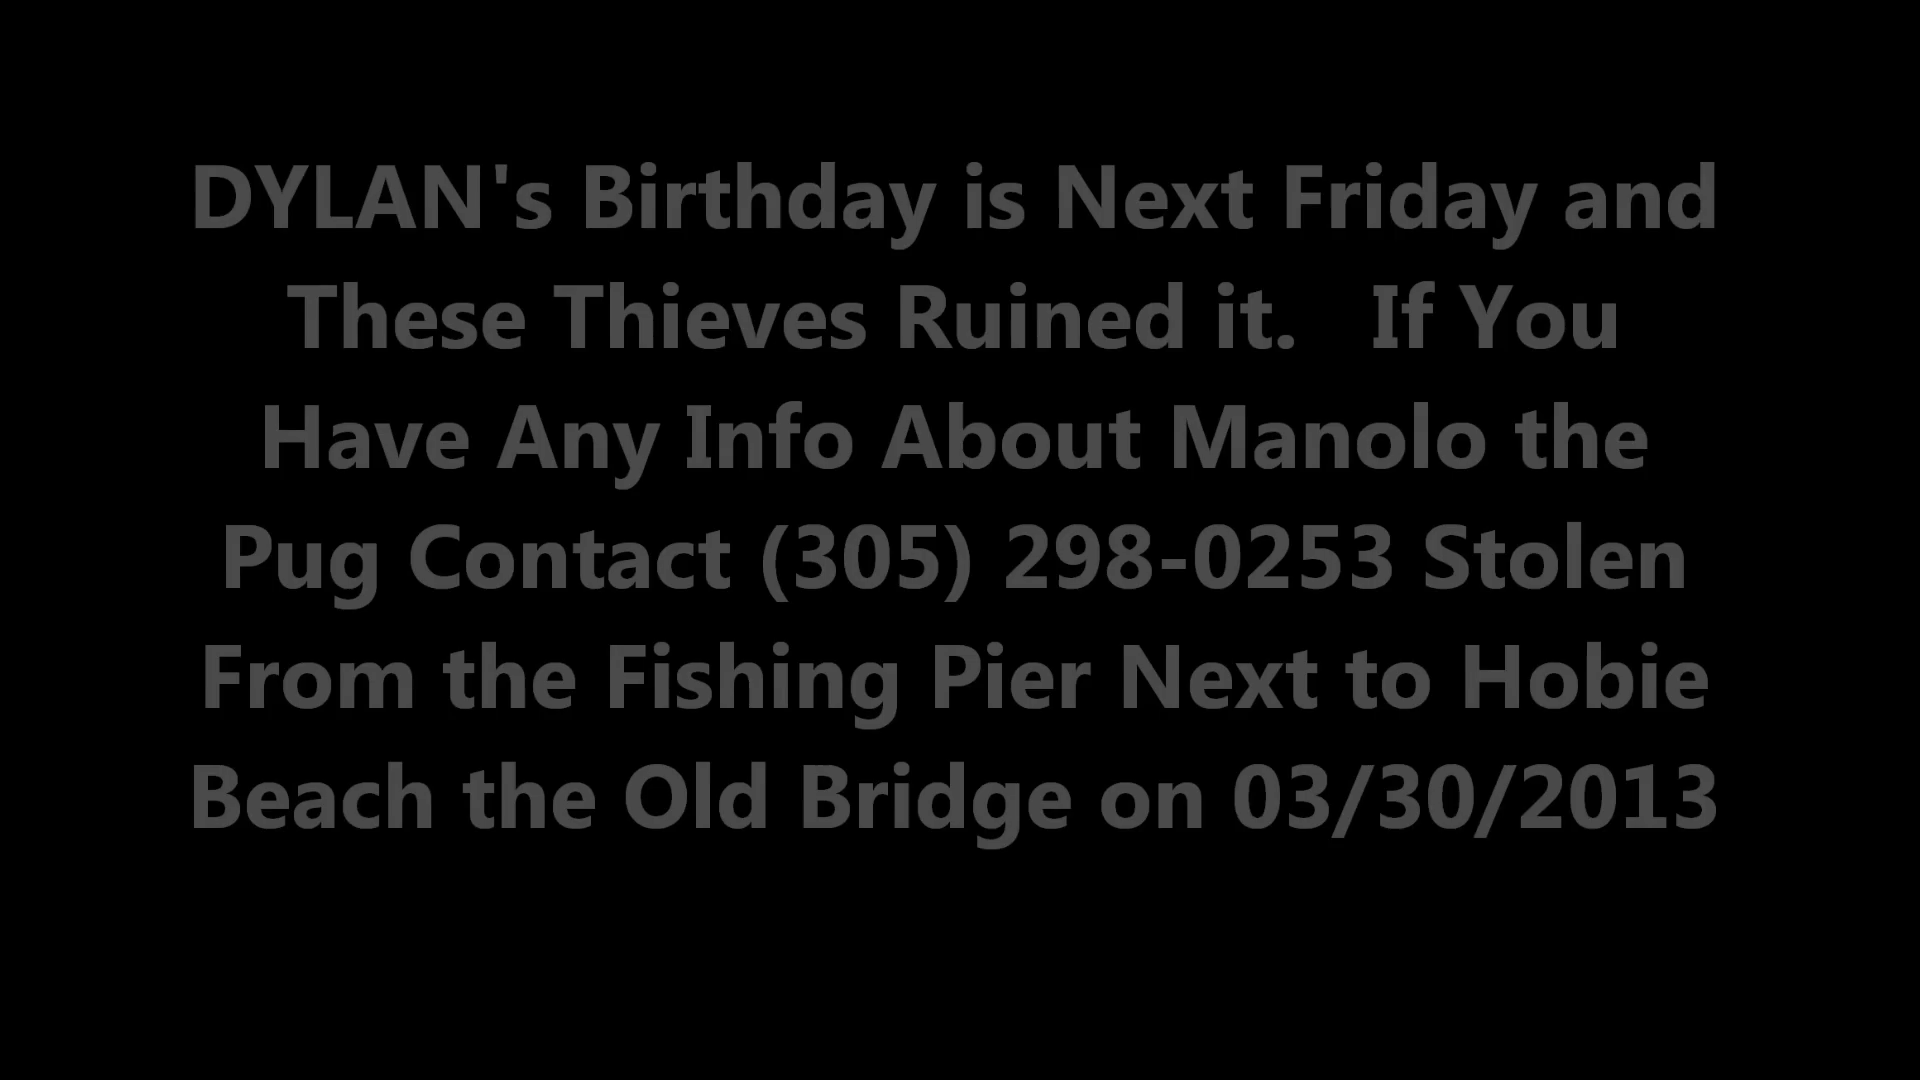 DYLAN's Birthday is Next Friday and
These Thieves Ruined it.   If You
Have Any Info About Manolo the
Pug Contact (305) 298-0253 Stolen
From the Fishing Pier Next to Hobie
Beach the Old Bridge on 03/30/2013